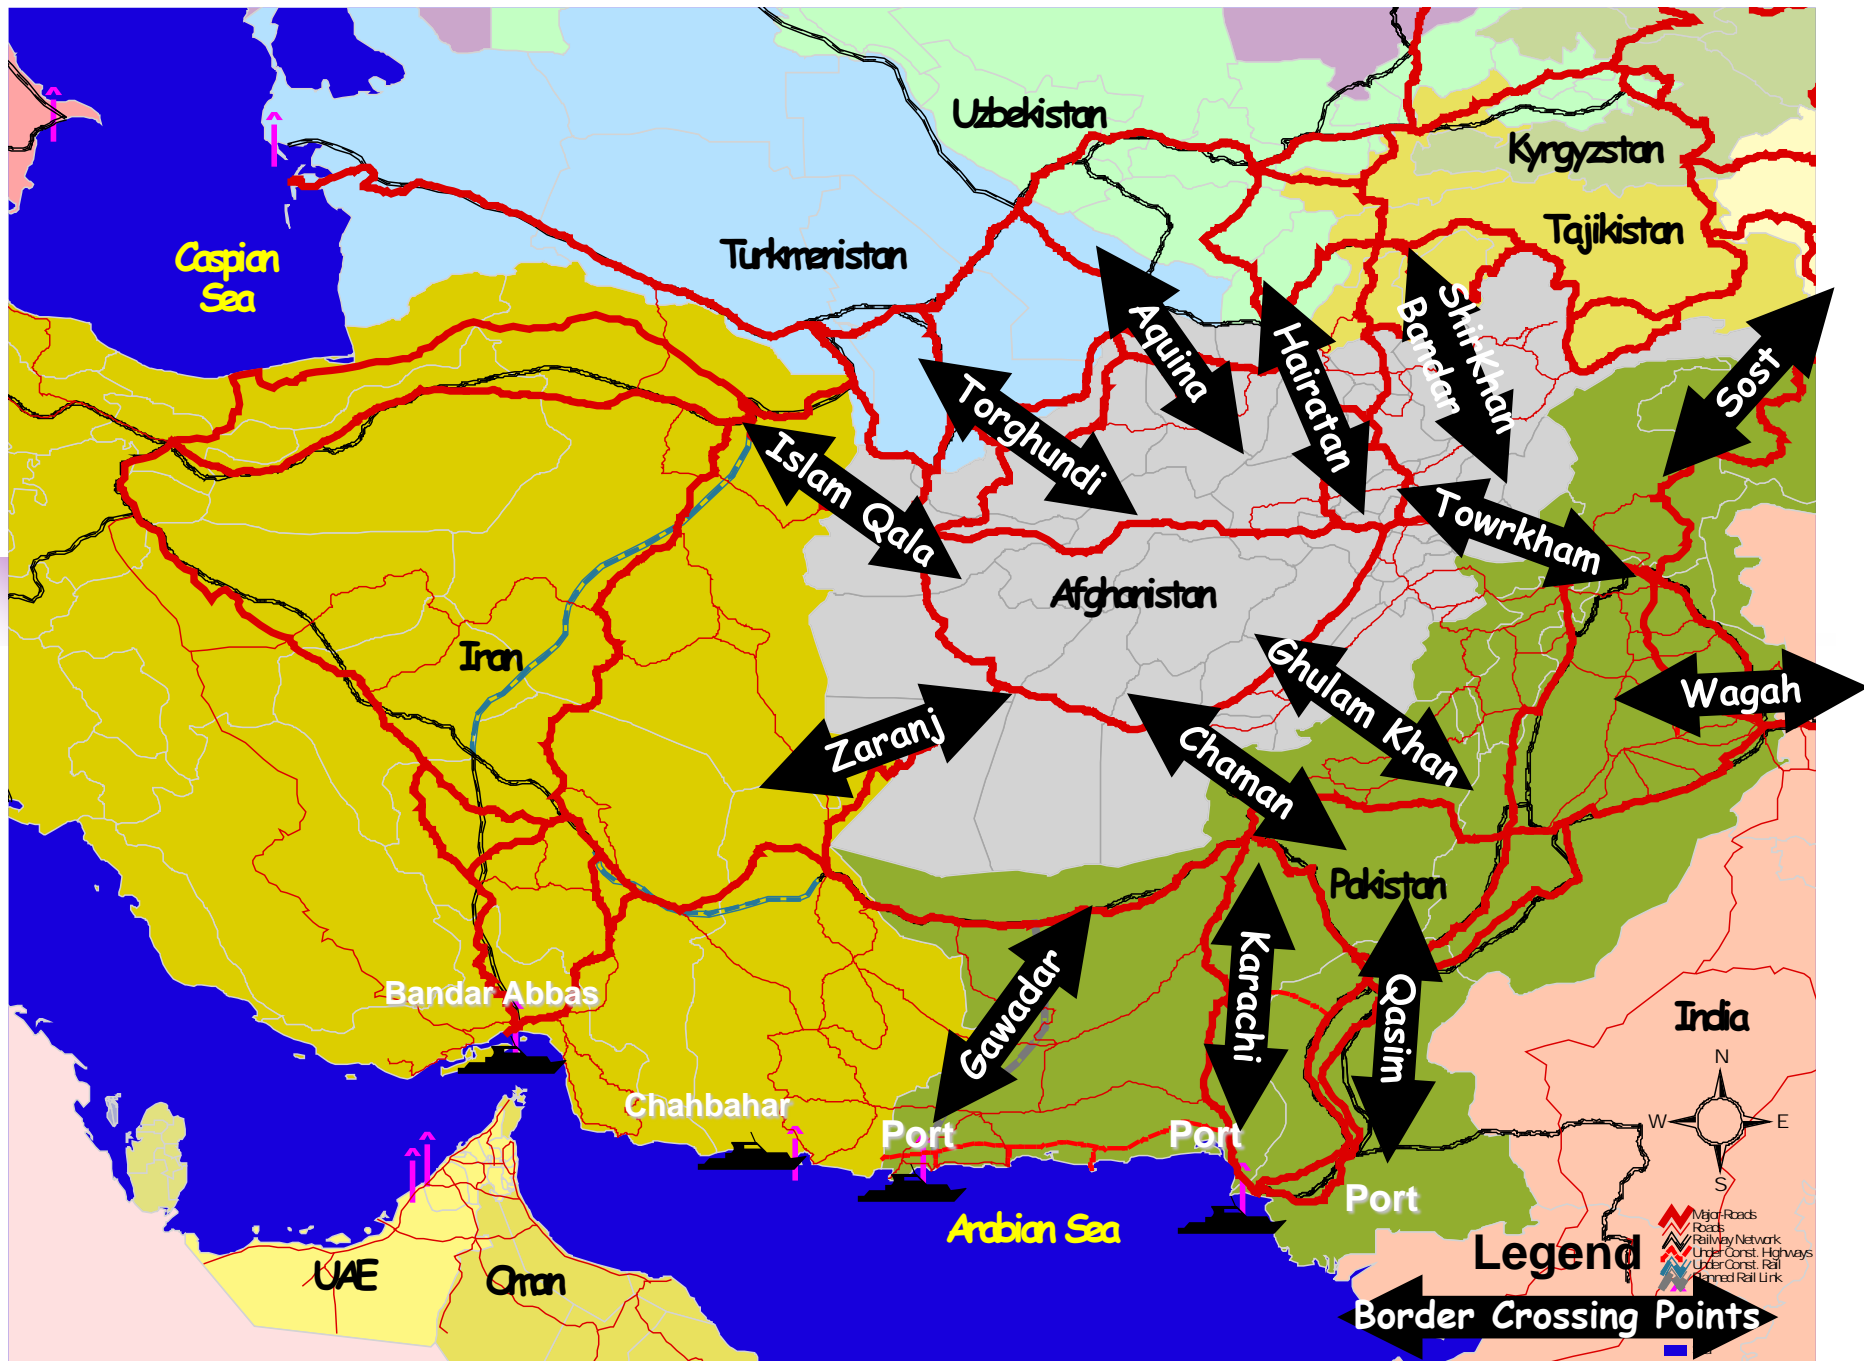 Uzbekistan
Kyrgyzstan
Tajikistan
Turkmenistan
Caspian
Sea
Aquina
Hairatan
Shir Khan
Bandar
Sost
Torghundi
Islam Qala
Towrkham
Afghanistan
Iran
Ghulam Khan
Wagah
Zaranj
Chaman
Pakistan
Gawadar
Karachi
Qasim
Bandar Abbas
India
N
W
E
S
Chahbahar
Port
Port
Port
Arabian Sea
UAE
Oman
Legend
Major-Roads
Roads
Railway Network
Under Const. Highways
Under Const. Rail
Planned Rail Link
Border Crossing Points